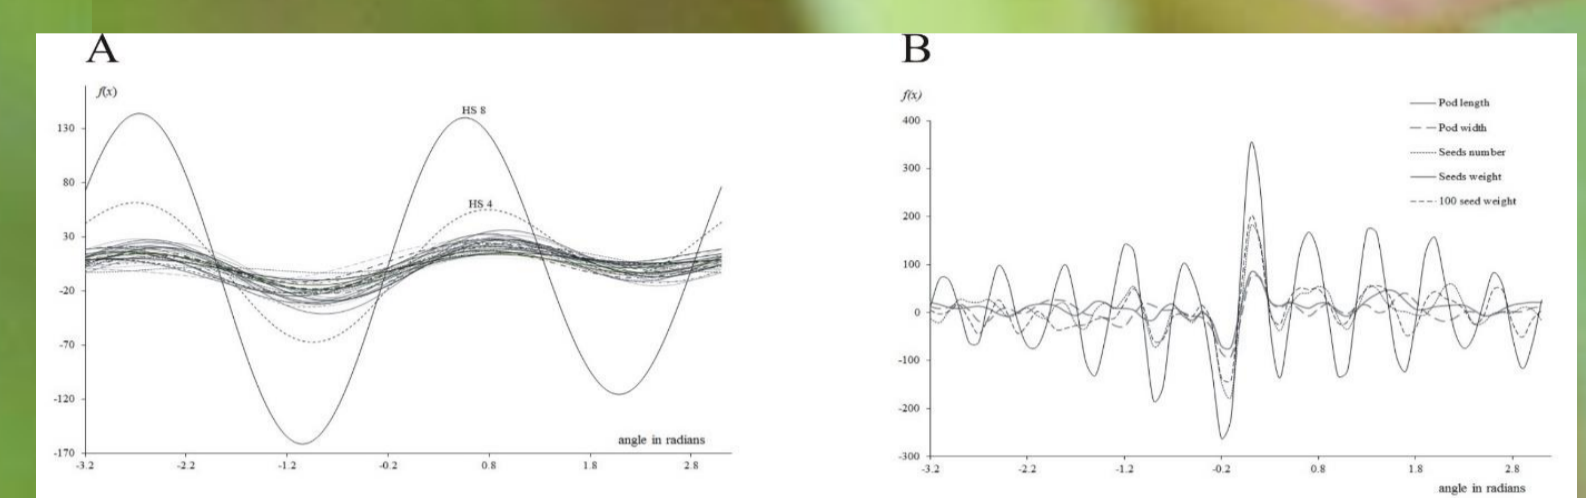 A
f(x)
HS 8
130
80
HS 4
30
-20
-70
-120
angle in radians
-170
-3.2 -2.2 -1.2 -0.2 0.8 1.8 2.8
B
f(x)
Pod length
400
Pod width
Seeds number
300
Seeds weight
200
100 seed weight
100
0
-100
-200
-300
-3.2 -2.2 -1.2 -0.2 0.8 1.8 2.8
angle in radians